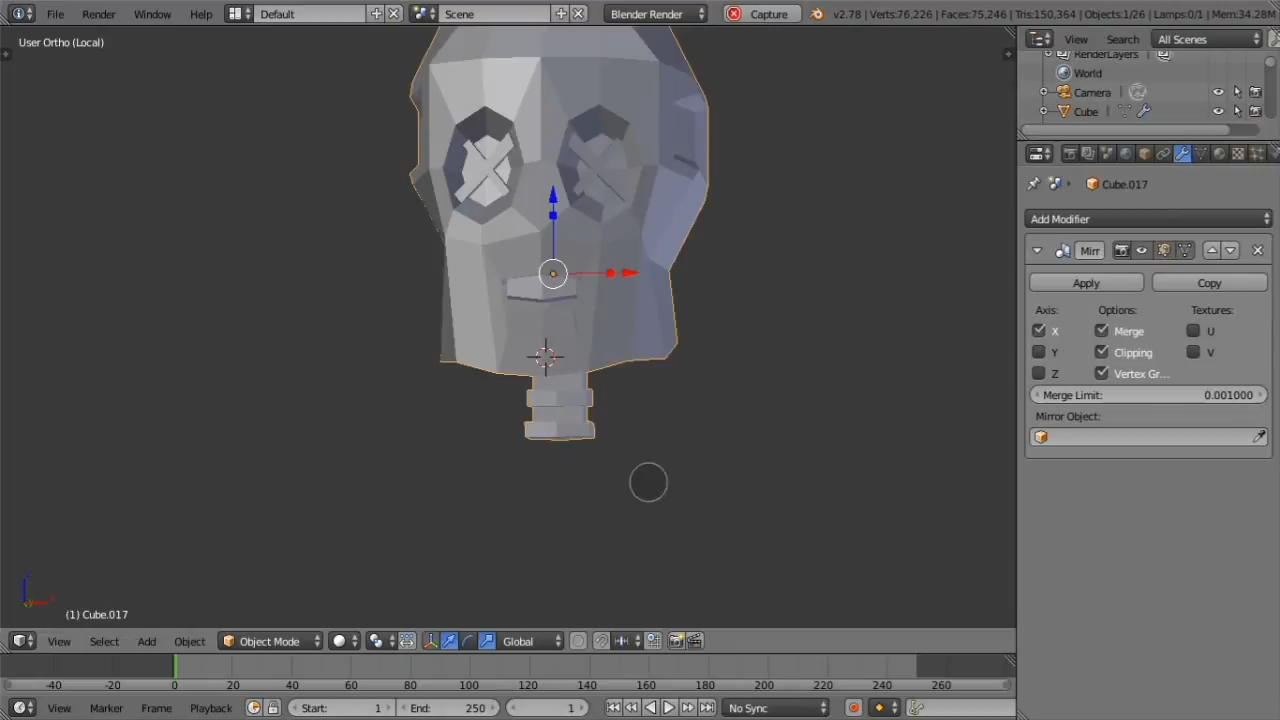 File Render Window Help Default Scene Blender Render Capture v2.78 | Verts:76,226 | Faces:75,246 | Tris:150,364 | Objects:1/26 | Lamps:0/1 | Mem:34.28M
User Ortho (Local)
View Search All Scenes
RenderLayers
World
Camera
Cube
Cube.017
Add Modifier
Mirr
Apply Copy
Axis: Options: Textures:
X Merge U
Y Clipping V
Z Vertex Gr...
Merge Limit: 0.001000
Mirror Object:
(1) Cube.017
View Select Add Object Object Mode Global
-40 -20 0 20 40 60 80 100 120 140 160 180 200 220 240 260
View Marker Frame Playback Start: 1 End: 250 1 No Sync